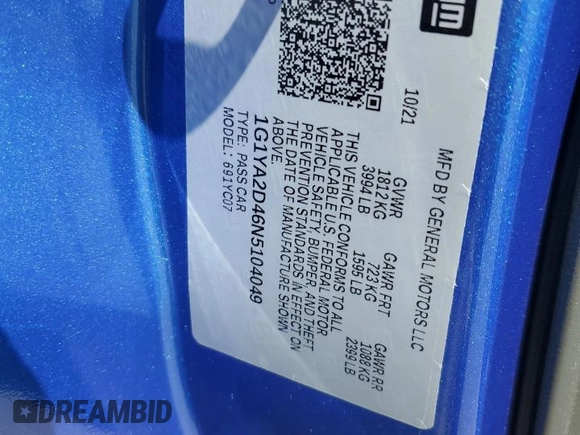 gm
MFD BY GENERAL MOTORS LLC
10/21
GVWR GAWR FRT GAWR RR
1812 KG 723 KG 1088 KG
3994 LB 1595 LB 2399 LB
THIS VEHICLE CONFORMS TO ALL
APPLICABLE U.S. FEDERAL MOTOR
VEHICLE SAFETY, BUMPER, AND THEFT
PREVENTION STANDARDS IN EFFECT ON
THE DATE OF MANUFACTURE SHOWN
ABOVE.
1G1YA2D46N5104049
TYPE: PASS CAR
MODEL: 691YC07
DREAMBID